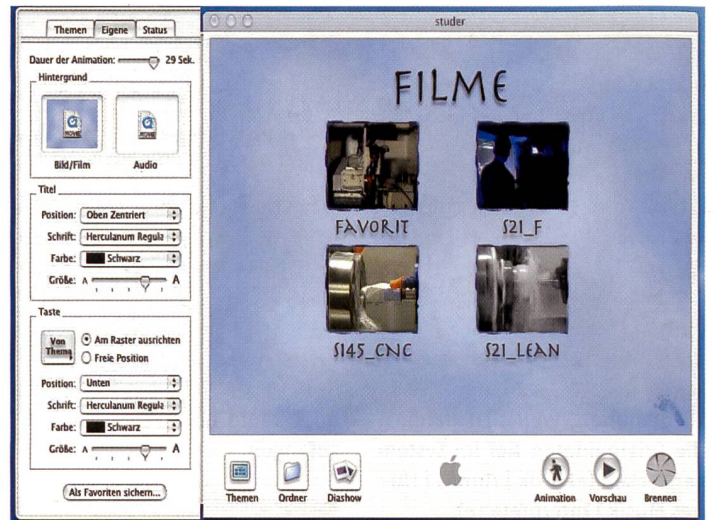 Themen Eigene Status
Dauer der Animation: 29 Sek.
Hintergrund
MOVIE MOVIE
Bild/Film Audio
Titel
Position: Oben Zentriert
Schrift: Herculanum Regula
Farbe: Schwarz
Größe: A A
Taste
Von Thema
Am Raster ausrichten
Freie Position
Position: Unten
Schrift: Herculanum Regula
Farbe: Schwarz
Größe: A A
Als Favoriten sichern...
studer
FILME
FAVORIT S21_F
S145_CNC S21_LEAN
Themen Ordner Diashow Animation Vorschau Brennen